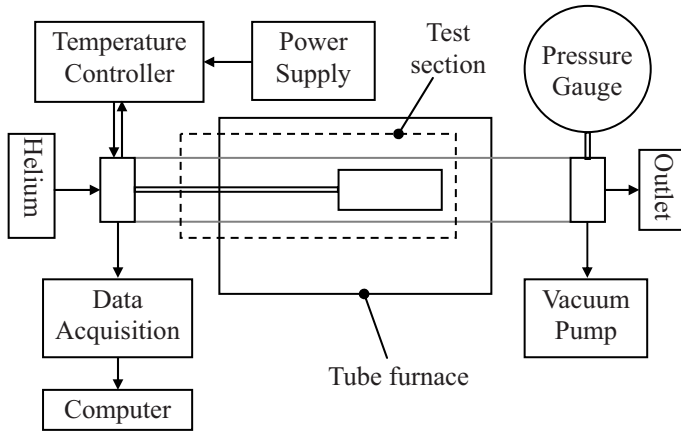 Temperature
Controller
Power
Supply
Test
section
Pressure
Gauge
Helium
Outlet
Data
Acquisition
Vacuum
Pump
Tube furnace
Computer